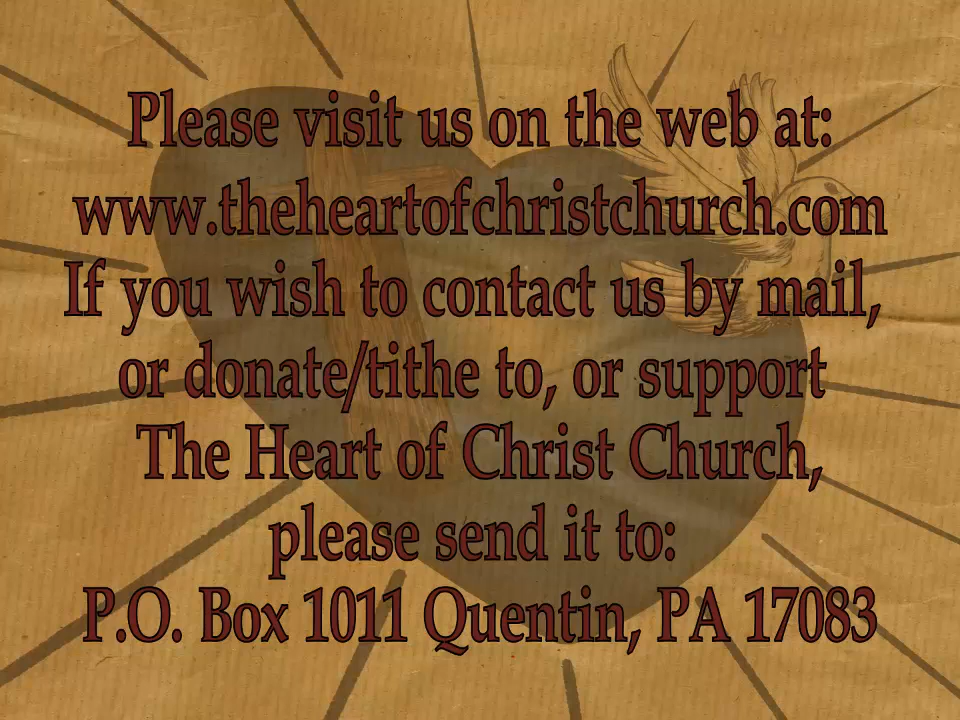 Please visit us on the web at:
www.theheartofchristchurch.com
If you wish to contact us by mail,
or donate/tithe to, or support
The Heart of Christ Church,
please send it to:
P.O. Box 1011 Quentin, PA 17083